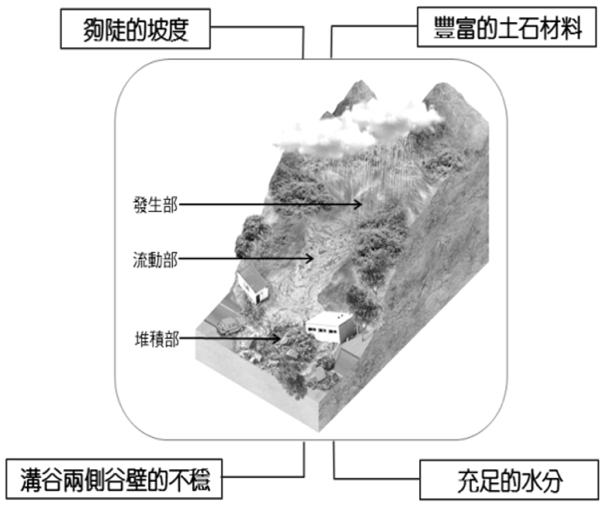 夠陡的坡度
豐富的土石材料
發生部
流動部
堆積部
溝谷兩側谷壁的不穩
充足的水分